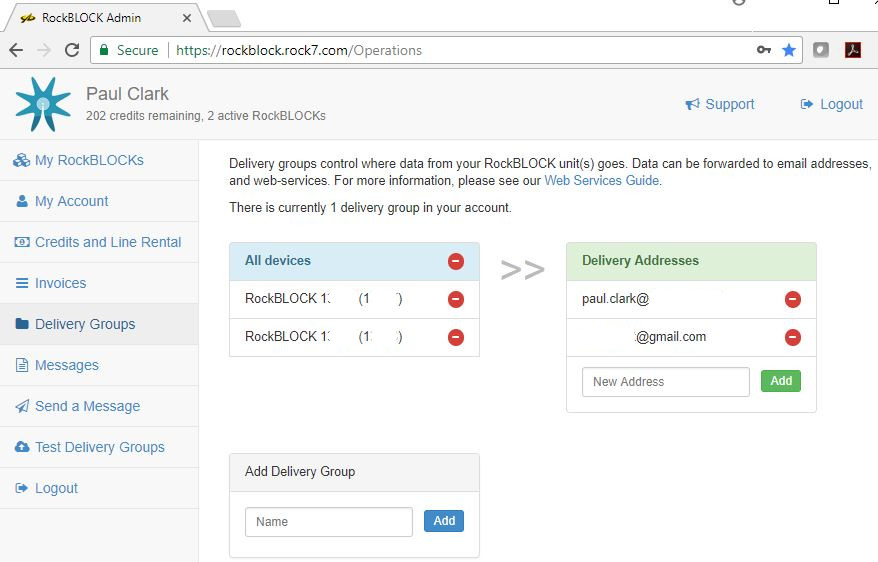 RockBLOCK Admin
Secure https://rockblock.rock7.com/Operations
Paul Clark
202 credits remaining, 2 active RockBLOCKs
Support
Logout
My RockBLOCKs
My Account
Credits and Line Rental
Invoices
Delivery Groups
Messages
Send a Message
Test Delivery Groups
Logout
Delivery groups control where data from your RockBLOCK unit(s) goes. Data can be forwarded to email addresses,
and web-services. For more information, please see our Web Services Guide.
There is currently 1 delivery group in your account.
All devices
RockBLOCK 1 (1 )
RockBLOCK 1 (1 )
>>
Delivery Addresses
paul.clark@
@gmail.com
New Address Add
Add Delivery Group
Name Add